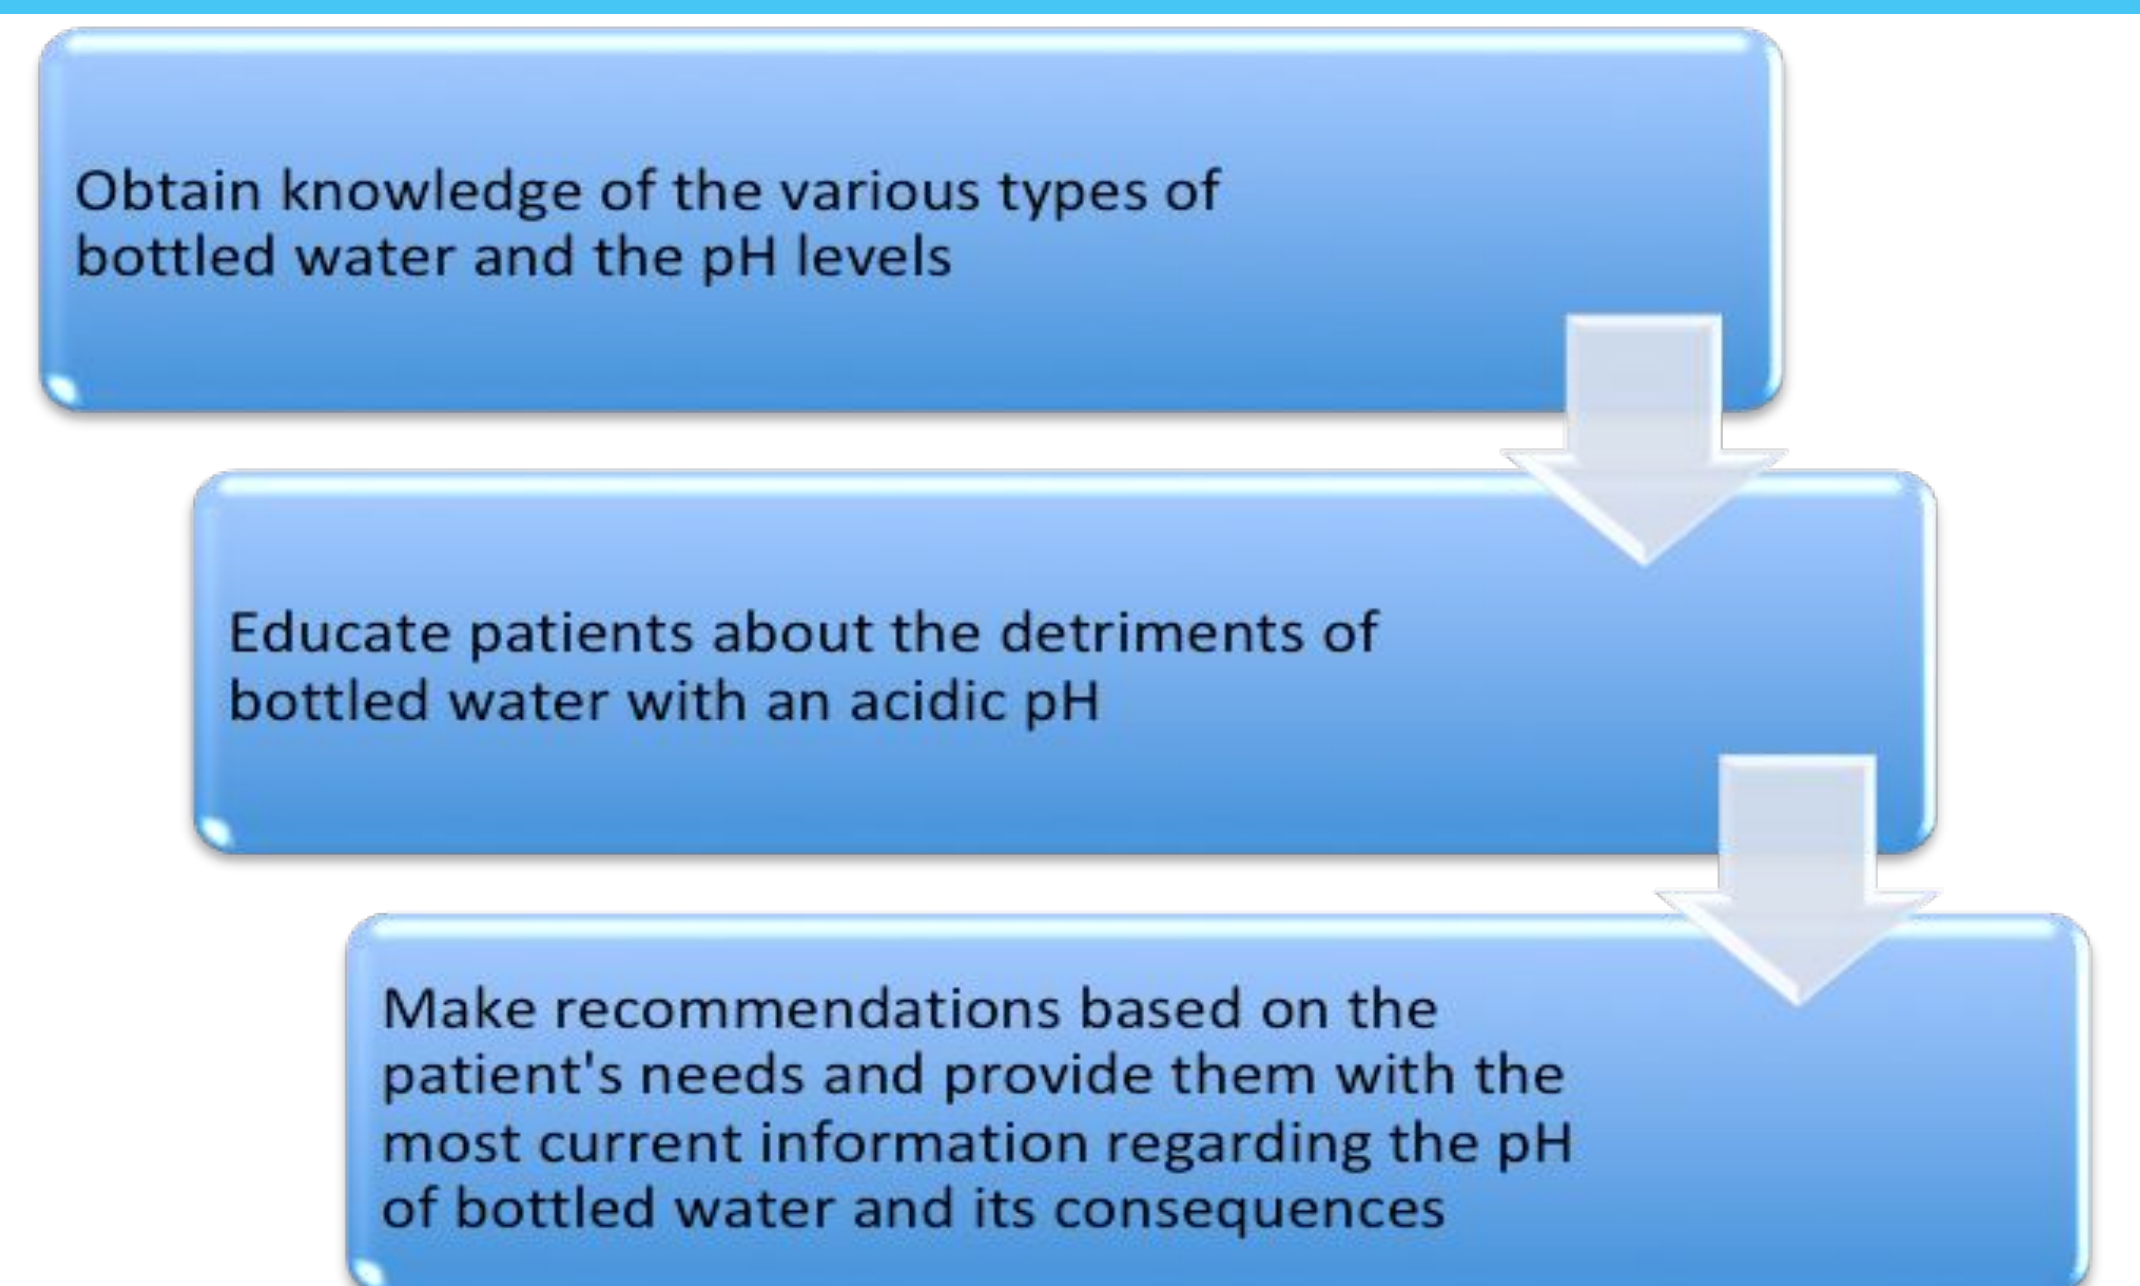 Obtain knowledge of the various types of
bottled water and the pH levels
Educate patients about the detriments of
bottled water with an acidic pH
Make recommendations based on the
patient's needs and provide them with the
most current information regarding the pH
of bottled water and its consequences